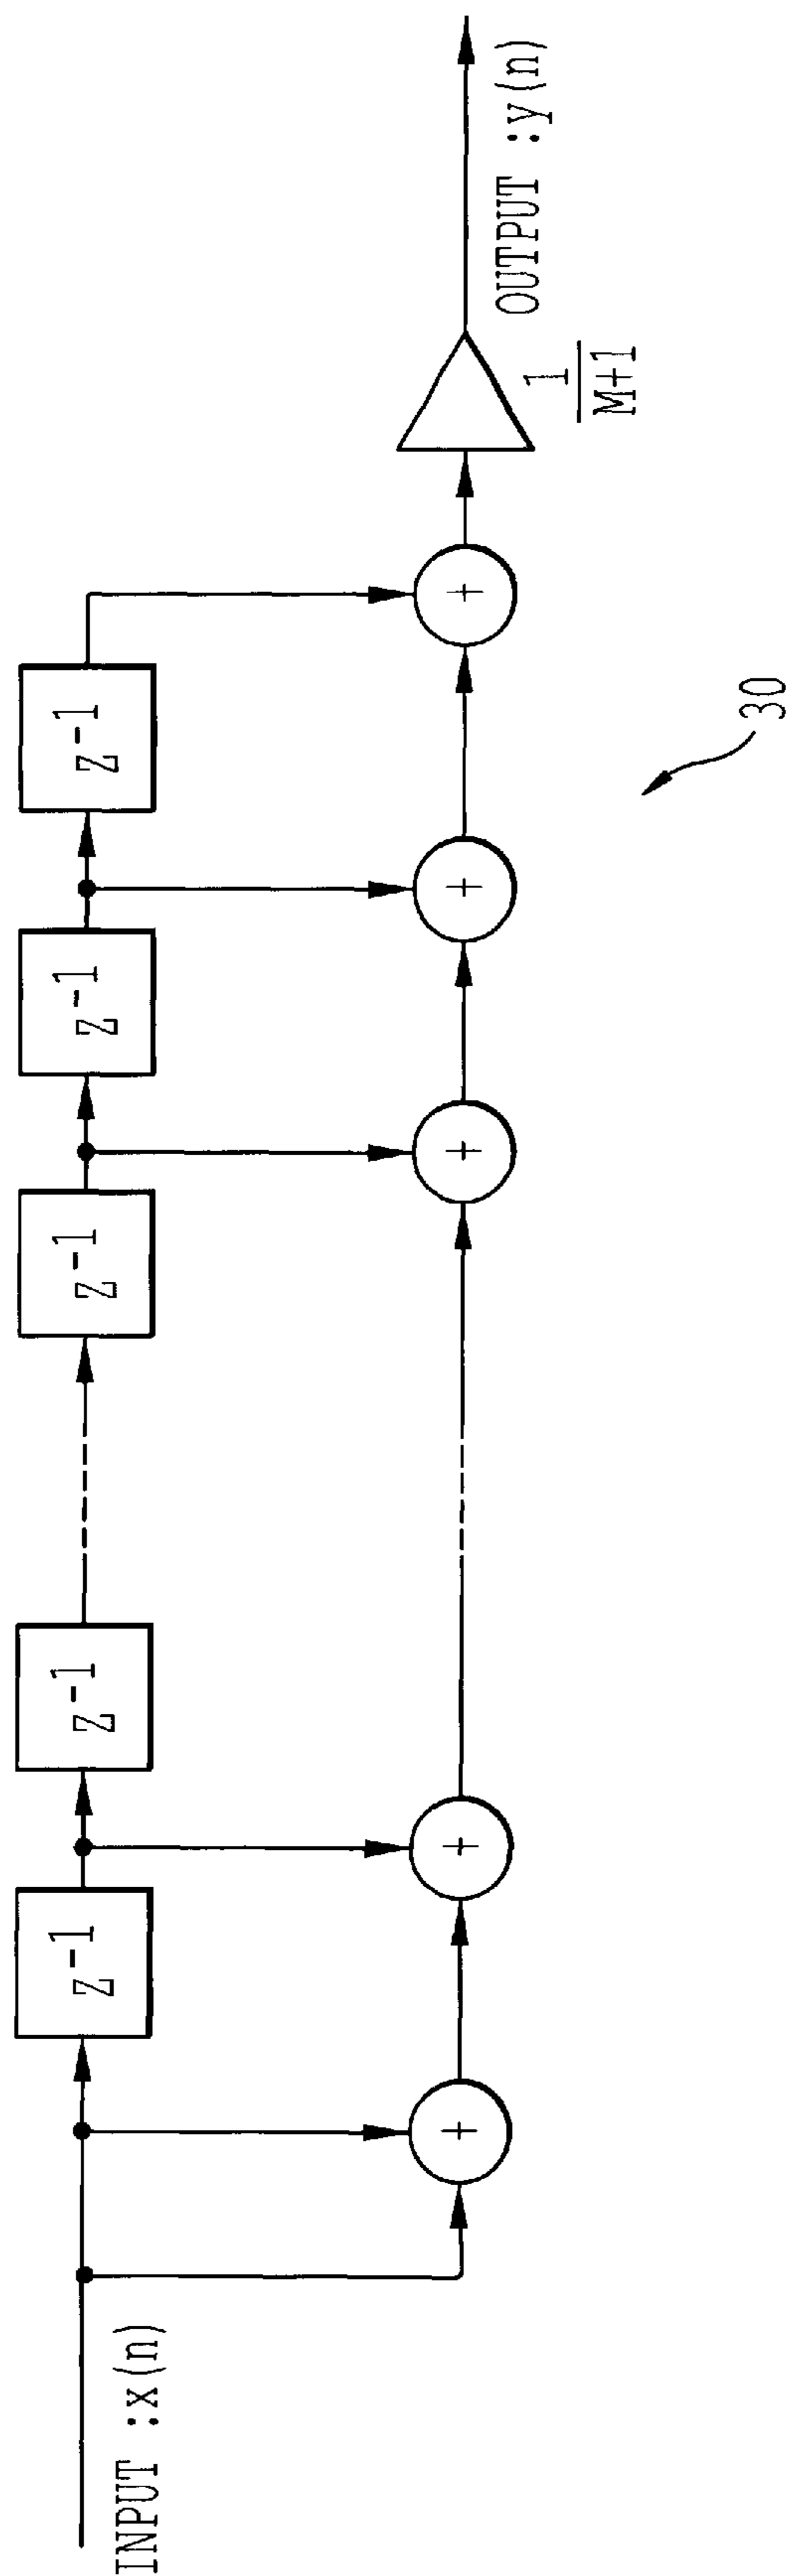 INPUT :x(n)
z⁻¹
z⁻¹
z⁻¹
z⁻¹
z⁻¹
+
+
+
+
+
1
M+1
OUTPUT :y(n)
30